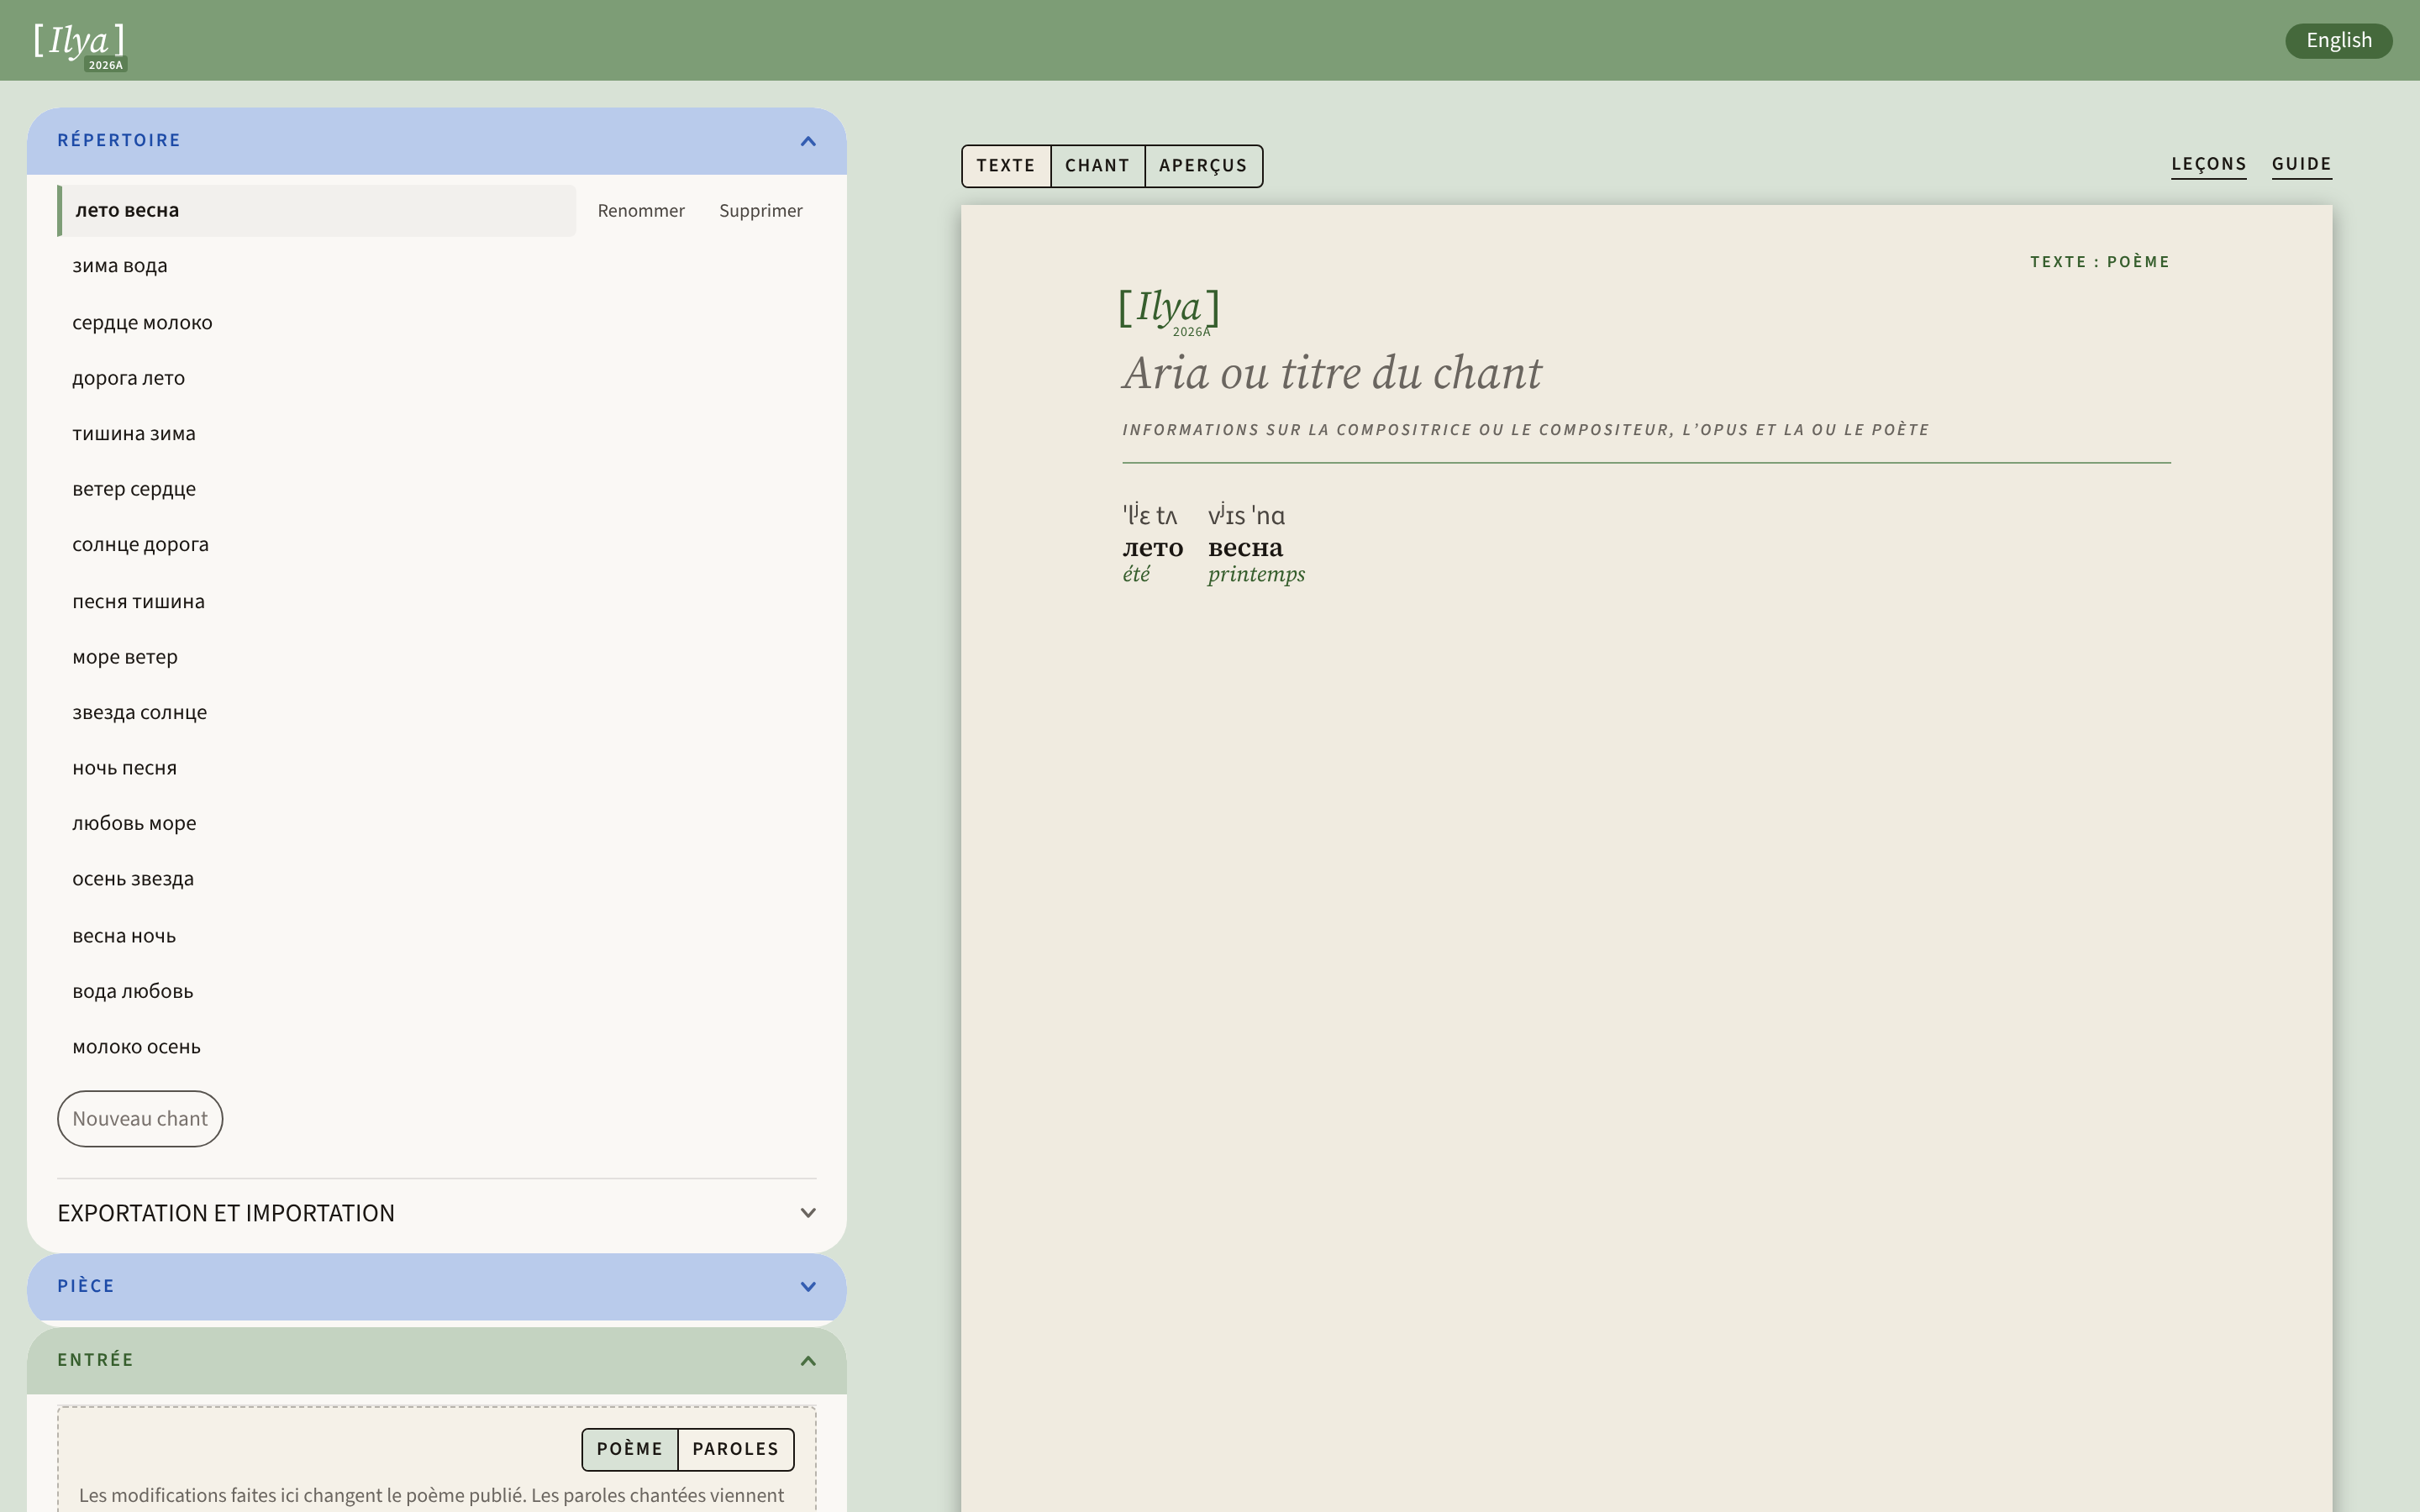 [Ilya]
2026A
English
RÉPERTOIRE
лето весна Renommer Supprimer
зима вода
сердце молоко
дорога лето
тишина зима
ветер сердце
солнце дорога
песня тишина
море ветер
звезда солнце
ночь песня
любовь море
осень звезда
весна ночь
вода любовь
молоко осень
Nouveau chant
EXPORTATION ET IMPORTATION
PIÈCE
ENTRÉE
POÈME PAROLES
Les modifications faites ici changent le poème publié. Les paroles chantées viennent
TEXTE CHANT APERÇUS
LEÇONS GUIDE
TEXTE : POÈME
[Ilya]
2026A
Aria ou titre du chant
INFORMATIONS SUR LA COMPOSITRICE OU LE COMPOSITEUR, L’OPUS ET LA OU LE POÈTE
ˈlʲɛ tʌ vʲɪs ˈnɑ
лето весна
été printemps